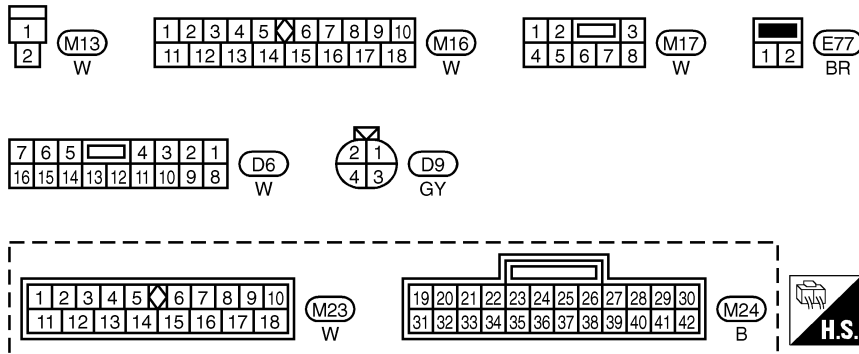 1
2
M13
W
1 2 3 4 5 6 7 8 9 10
11 12 13 14 15 16 17 18
M16
W
1 2 3
4 5 6 7 8
M17
W
1 2
E77
BR
7 6 5 4 3 2 1
16 15 14 13 12 11 10 9 8
D6
W
2 1
4 3
D9
GY
1 2 3 4 5 6 7 8 9 10
11 12 13 14 15 16 17 18
M23
W
19 20 21 22 23 24 25 26 27 28 29 30
31 32 33 34 35 36 37 38 39 40 41 42
M24
B
H.S.